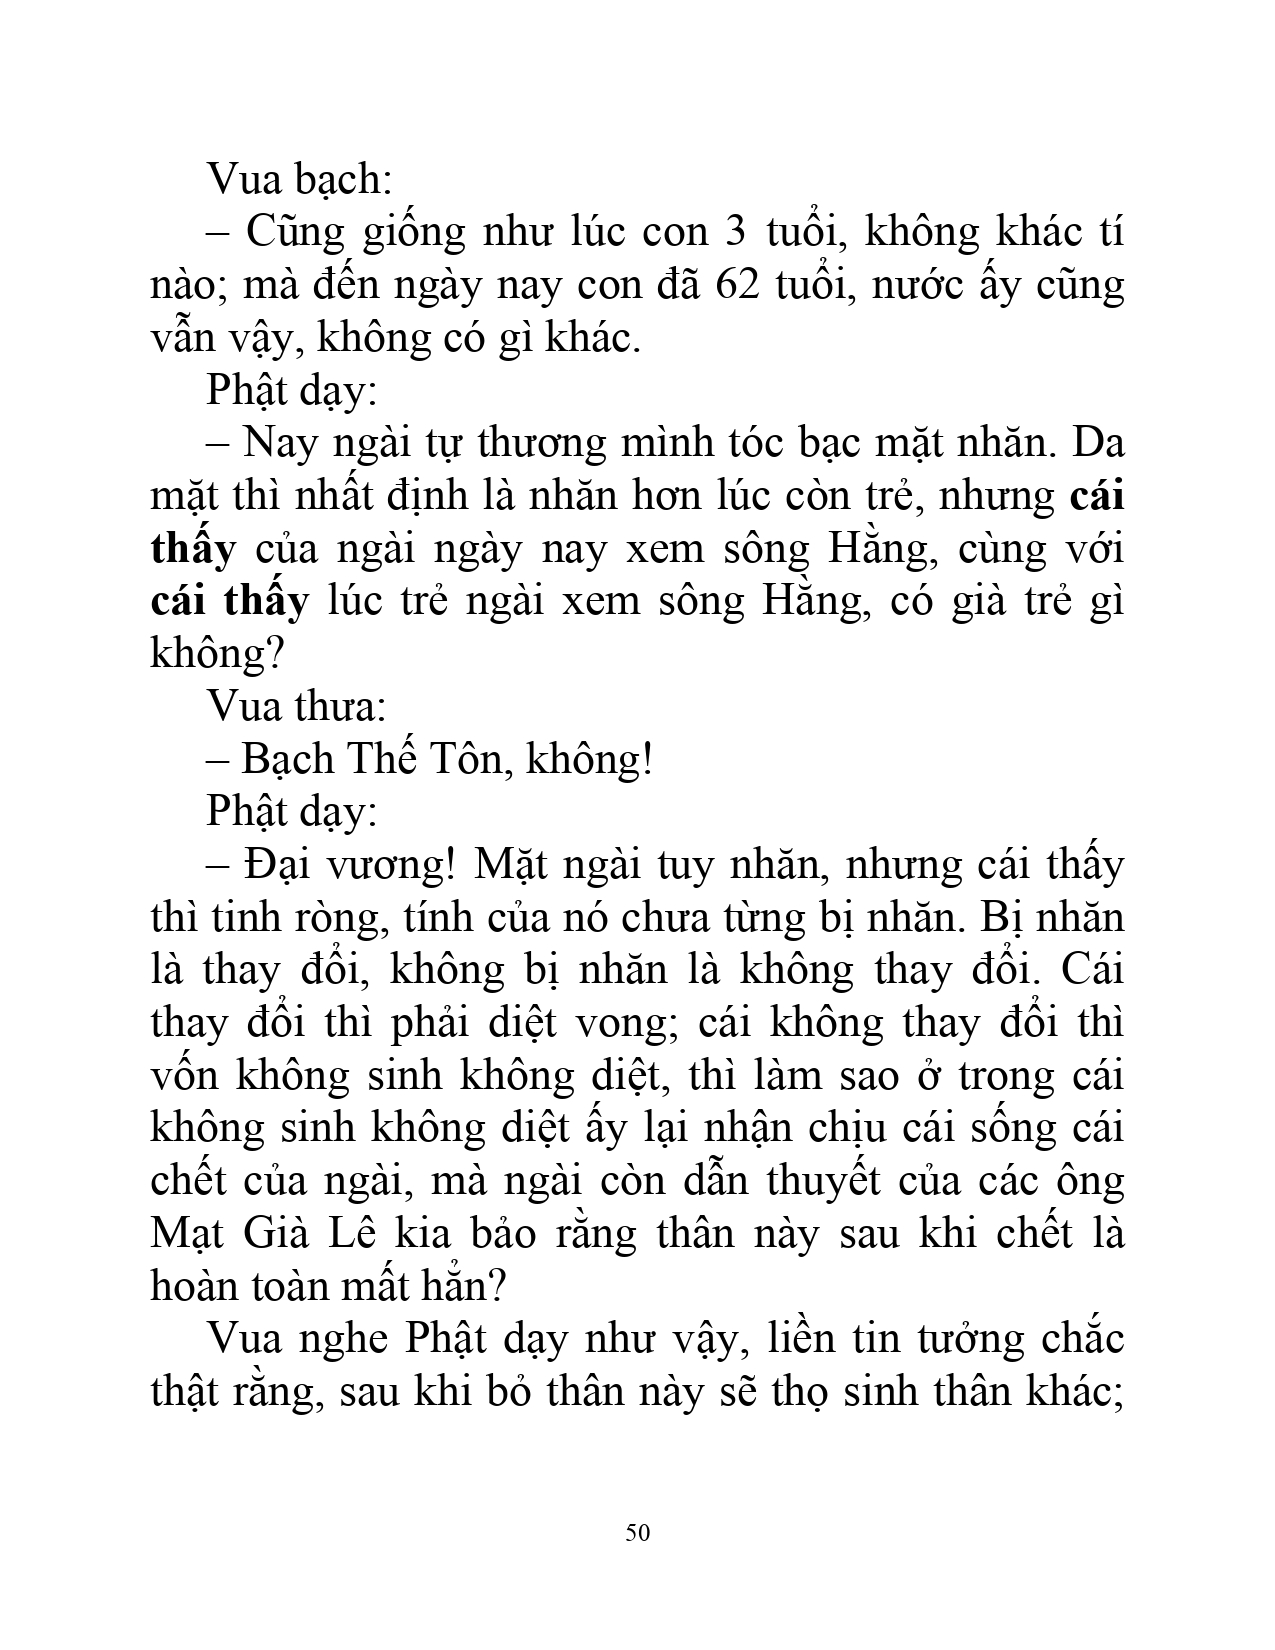 Vua bạch:
– Cũng giống như lúc con 3 tuổi, không khác tí
nào; mà đến ngày nay con đã 62 tuổi, nước ấy cũng
vẫn vậy, không có gì khác.
Phật dạy:
– Nay ngài tự thương mình tóc bạc mặt nhăn. Da
mặt thì nhất định là nhăn hơn lúc còn trẻ, nhưng cái
thấy của ngài ngày nay xem sông Hằng, cùng với
cái thấy lúc trẻ ngài xem sông Hằng, có già trẻ gì
không?
Vua thưa:
– Bạch Thế Tôn, không!
Phật dạy:
– Đại vương! Mặt ngài tuy nhăn, nhưng cái thấy
thì tinh ròng, tính của nó chưa từng bị nhăn. Bị nhăn
là thay đổi, không bị nhăn là không thay đổi. Cái
thay đổi thì phải diệt vong; cái không thay đổi thì
vốn không sinh không diệt, thì làm sao ở trong cái
không sinh không diệt ấy lại nhận chịu cái sống cái
chết của ngài, mà ngài còn dẫn thuyết của các ông
Mạt Già Lê kia bảo rằng thân này sau khi chết là
hoàn toàn mất hẳn?
Vua nghe Phật dạy như vậy, liền tin tưởng chắc
thật rằng, sau khi bỏ thân này sẽ thọ sinh thân khác;
50